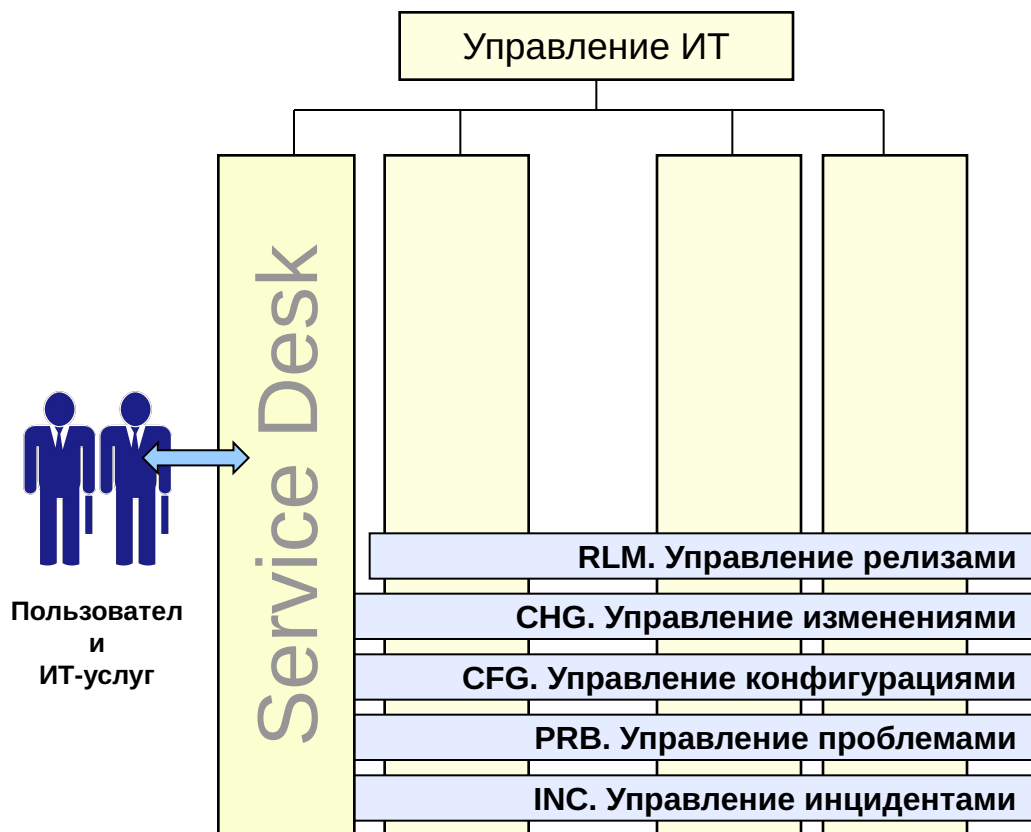 Управление ИТ
Service Desk
Пользовател
и
ИТ-услуг
RLM. Управление релизами
CHG. Управление изменениями
CFG. Управление конфигурациями
PRB. Управление проблемами
INC. Управление инцидентами